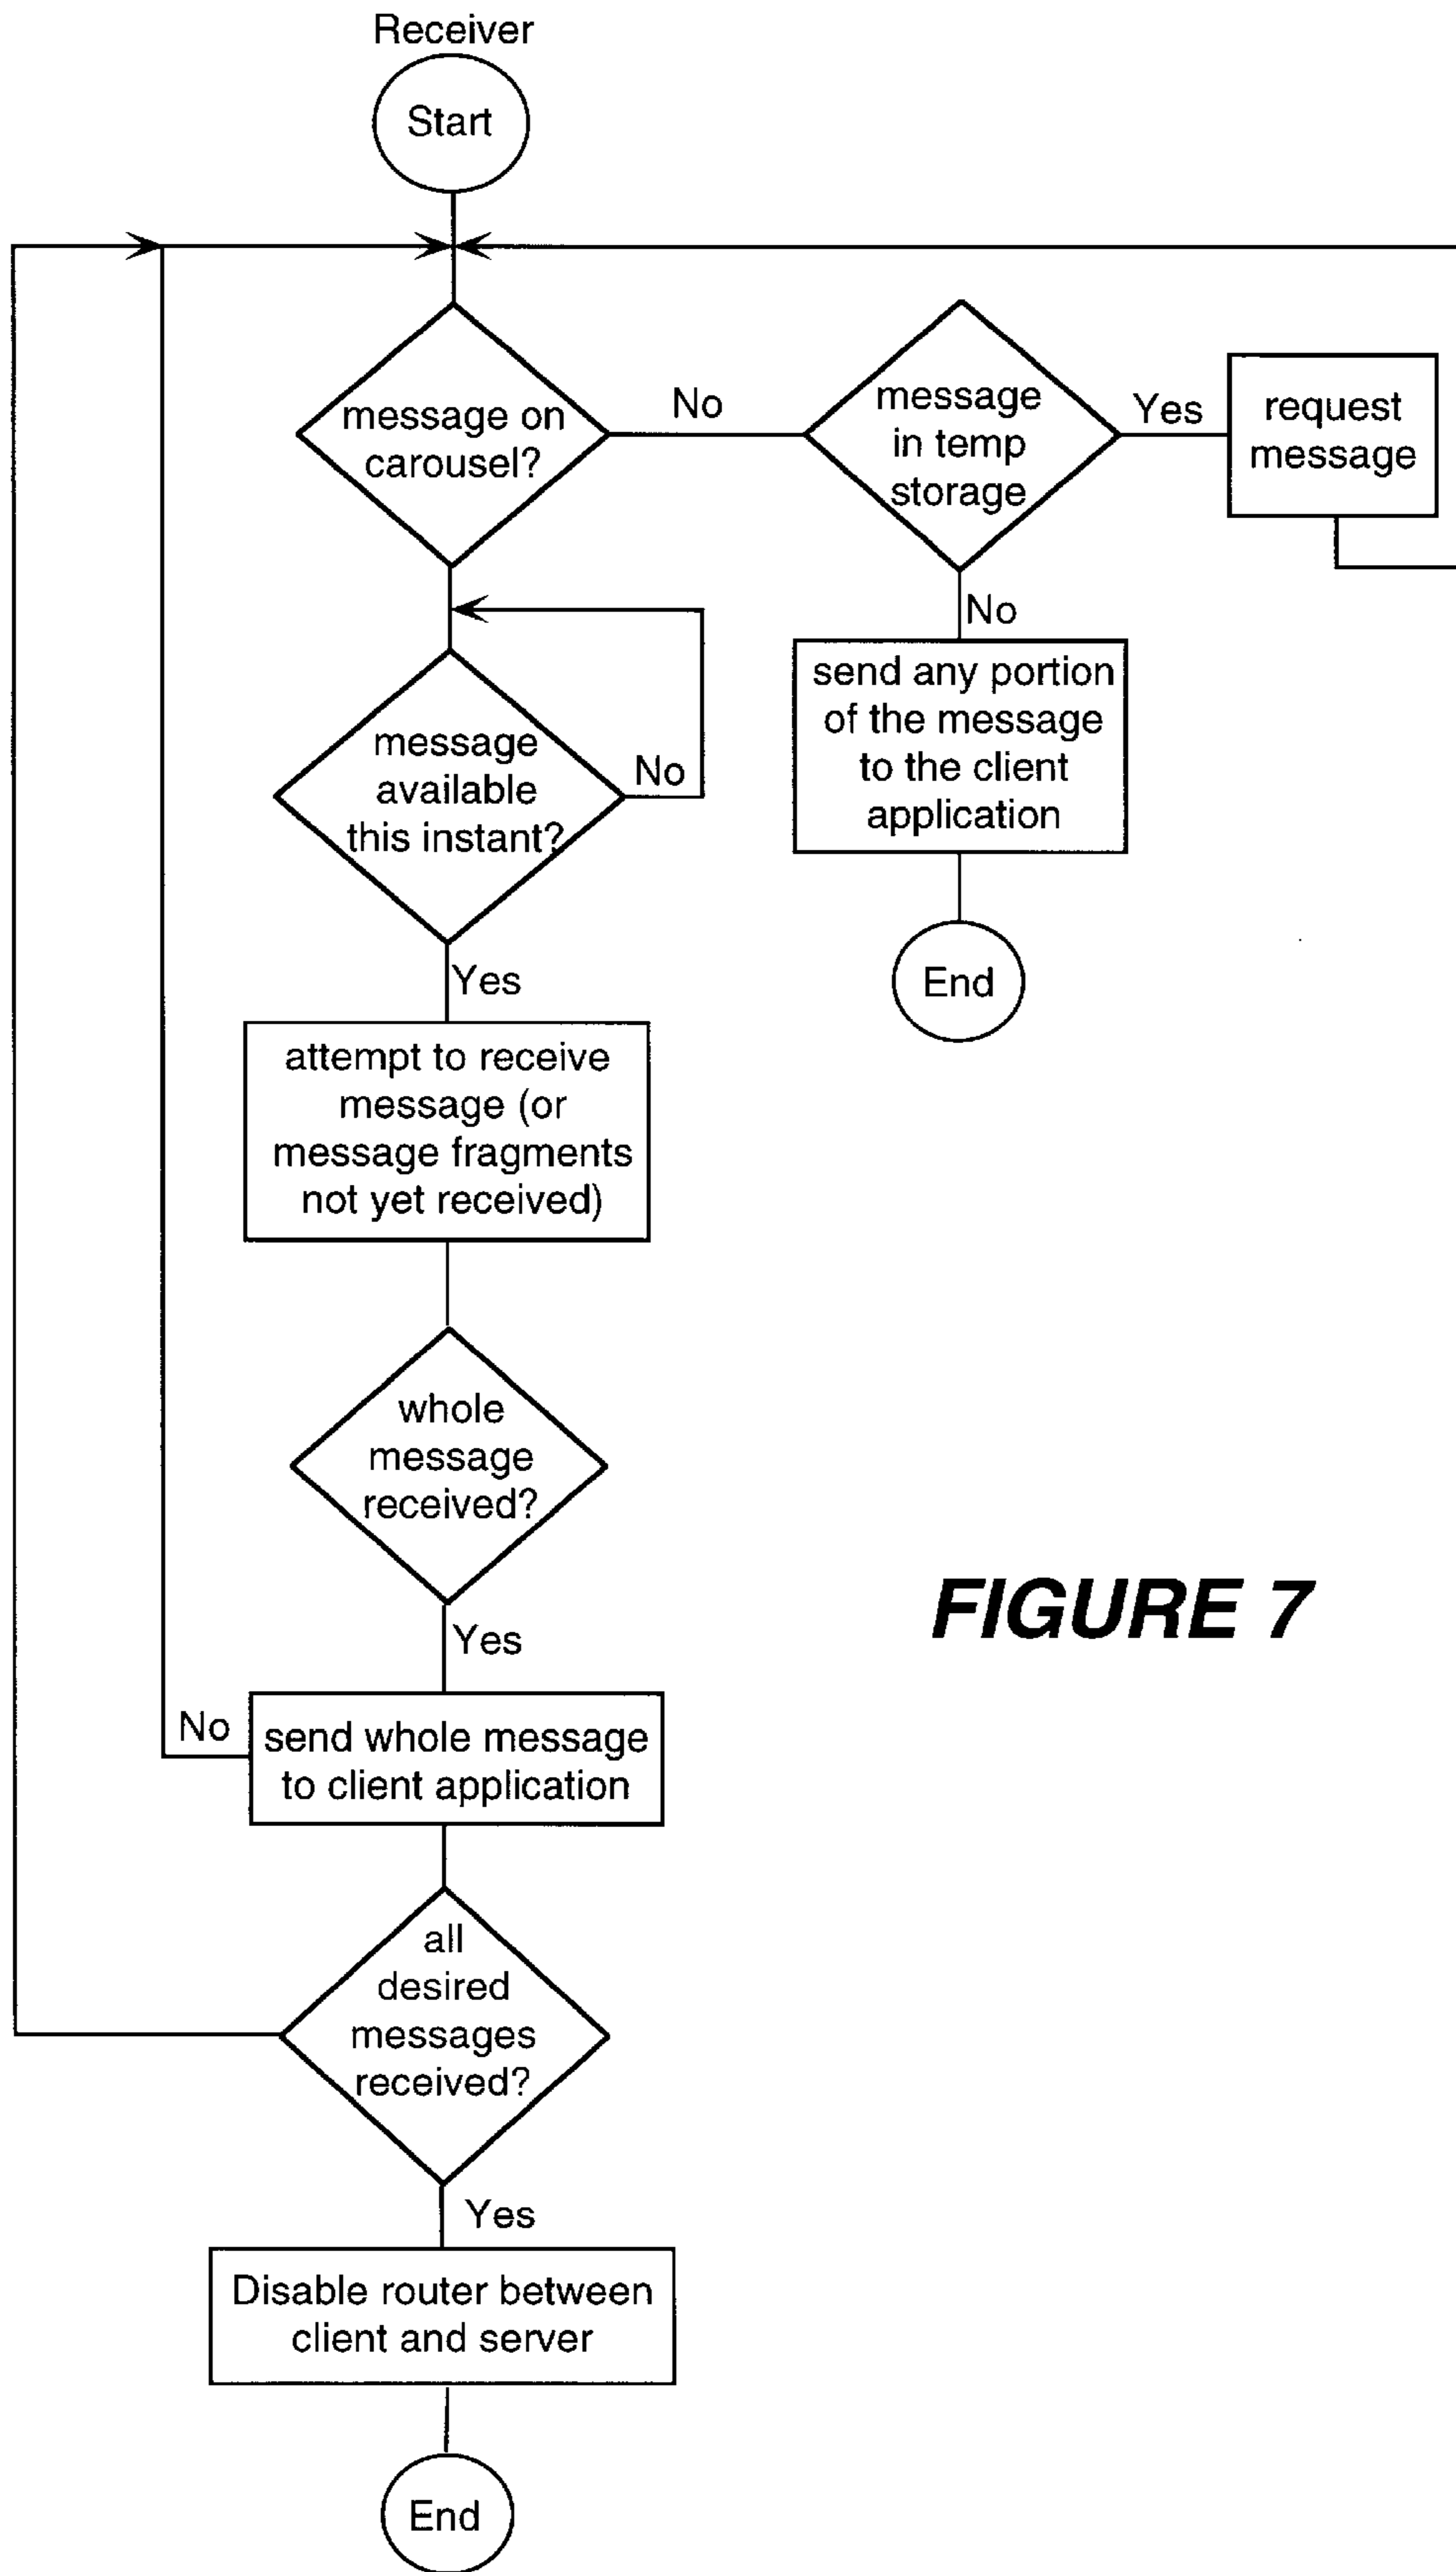 Receiver
Start
message on
carousel?
No
message
in temp
storage
Yes
request
message
No
send any portion
of the message
to the client
application
End
message
available
this instant?
No
Yes
attempt to receive
message (or
message fragments
not yet received)
whole
message
received?
Yes
No
send whole message
to client application
all
desired
messages
received?
Yes
Disable router between
client and server
End
FIGURE 7